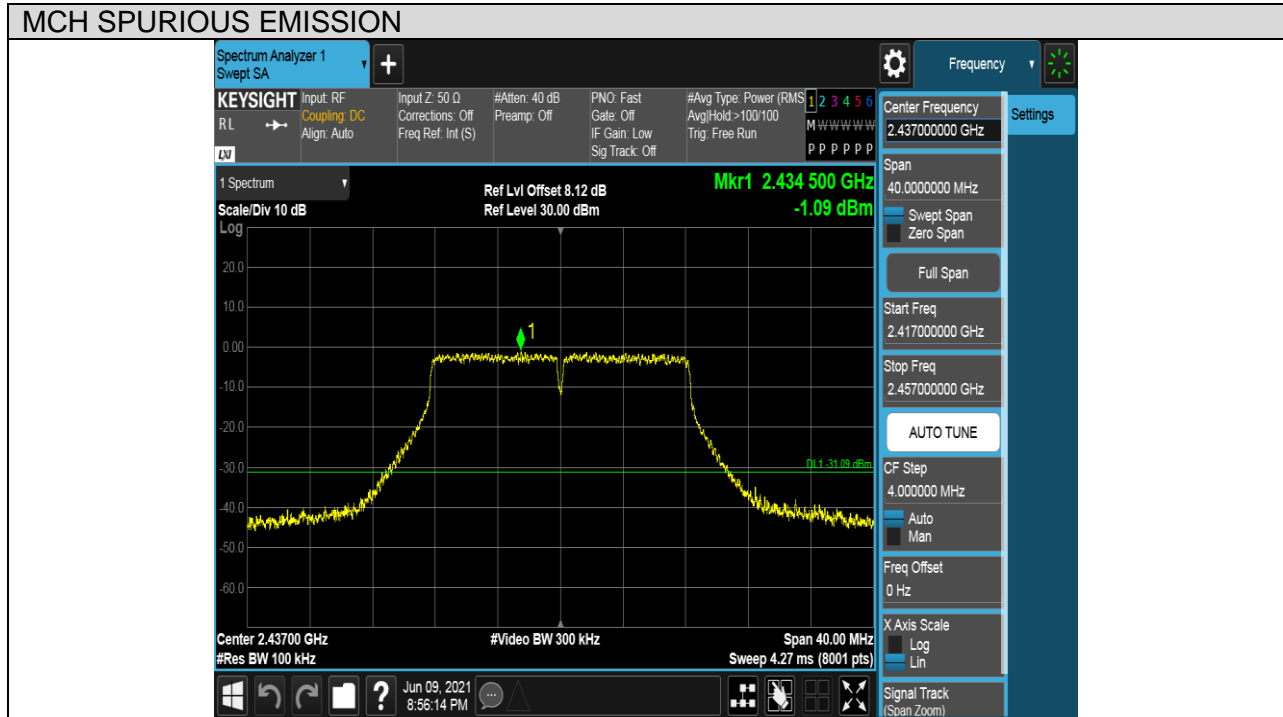 MCH SPURIOUS EMISSION
Spectrum Analyzer 1
Swept SA
Frequency
KEYSIGHT
RL
LXI
Input: RF
Coupling: DC
Align: Auto
Input Z: 50 Ω
Corrections: Off
Freq Ref: Int (S)
#Atten: 40 dB
Preamp: Off
PNO: Fast
Gate: Off
IF Gain: Low
Sig Track: Off
#Avg Type: Power (RMS
Avg|Hold:>100/100
Trig: Free Run
1 2 3 4 5 6
M W W W W W
P P P P P P
1 Spectrum
Scale/Div 10 dB
Ref Lvl Offset 8.12 dB
Ref Level 30.00 dBm
Mkr1 2.434 500 GHz
-1.09 dBm
Log
20.0
10.0
0.00
-10.0
-20.0
-30.0
-40.0
-50.0
-60.0
1
DL1 -31.09 dBm
Center 2.43700 GHz
#Res BW 100 kHz
#Video BW 300 kHz
Span 40.00 MHz
Sweep 4.27 ms (8001 pts)
Jun 09, 2021
8:56:14 PM
?
Center Frequency
2.437000000 GHz
Settings
Span
40.0000000 MHz
Swept Span
Zero Span
Full Span
Start Freq
2.417000000 GHz
Stop Freq
2.457000000 GHz
AUTO TUNE
CF Step
4.000000 MHz
Auto
Man
Freq Offset
0 Hz
X Axis Scale
Log
Lin
Signal Track
(Span Zoom)